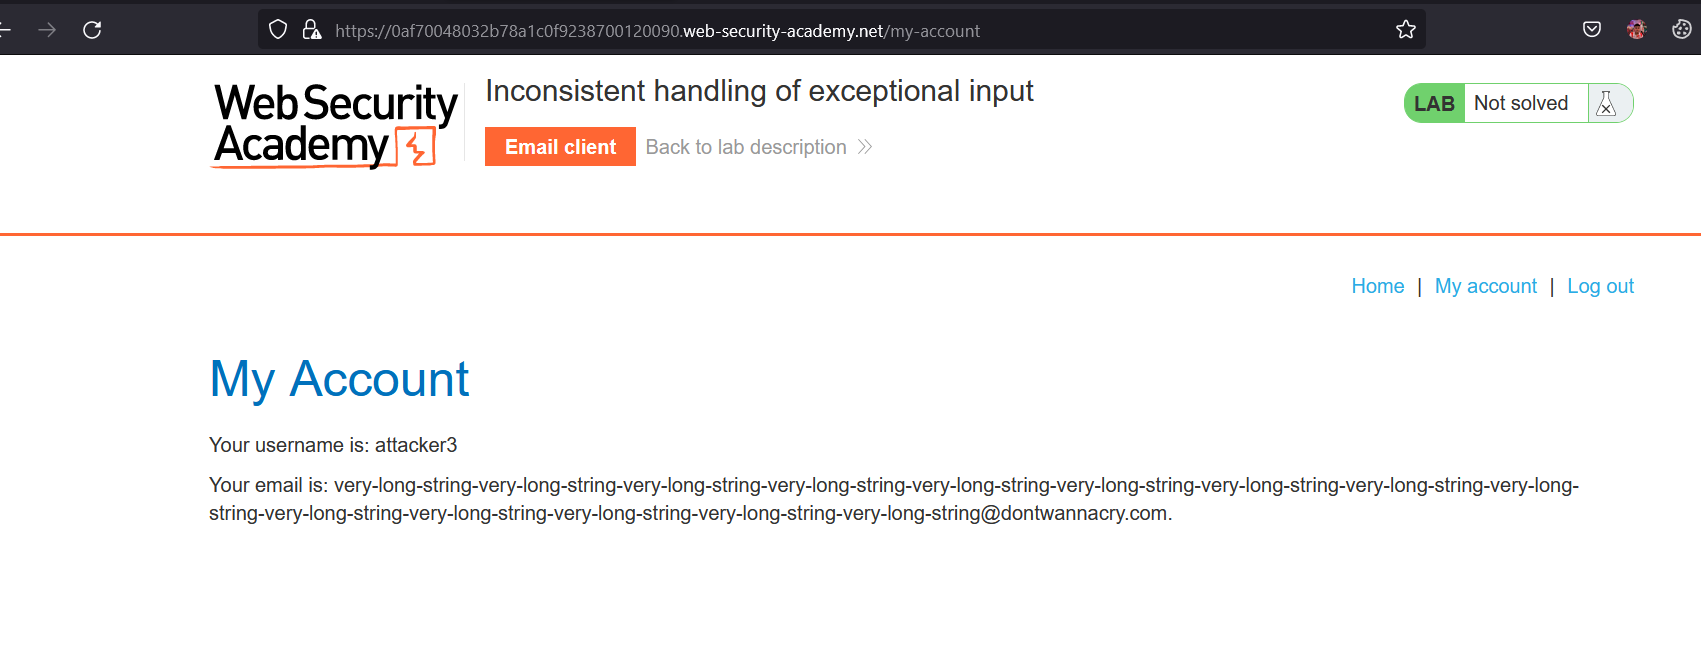 https://0af70048032b78a1c0f9238700120090.web-security-academy.net/my-account
Web Security
Academy
Inconsistent handling of exceptional input
Email client
Back to lab description
LAB
Not solved
Home | My account | Log out
My Account
Your username is: attacker3
Your email is: very-long-string-very-long-string-very-long-string-very-long-string-very-long-string-very-long-string-very-long-string-very-long-string-very-long-
string-very-long-string-very-long-string-very-long-string-very-long-string-very-long-string@dontwannacry.com.